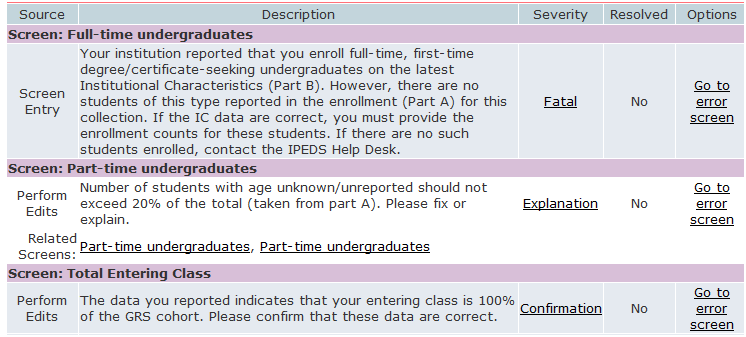 Source Description Severity Resolved Options
Screen: Full-time undergraduates
Screen Entry
Your institution reported that you enroll full-time, first-time
degree/certificate-seeking undergraduates on the latest
Institutional Characteristics (Part B). However, there are no
students of this type reported in the enrollment (Part A) for this
collection. If the IC data are correct, you must provide the
enrollment counts for these students. If there are no such
students enrolled, contact the IPEDS Help Desk.
Fatal
No
Go to
error
screen
Screen: Part-time undergraduates
Perform
Edits
Number of students with age unknown/unreported should not
exceed 20% of the total (taken from part A). Please fix or
explain.
Explanation
No
Go to
error
screen
Related
Screens:
Part-time undergraduates, Part-time undergraduates
Screen: Total Entering Class
Perform
Edits
The data you reported indicates that your entering class is 100%
of the GRS cohort. Please confirm that these data are correct.
Confirmation
No
Go to
error
screen